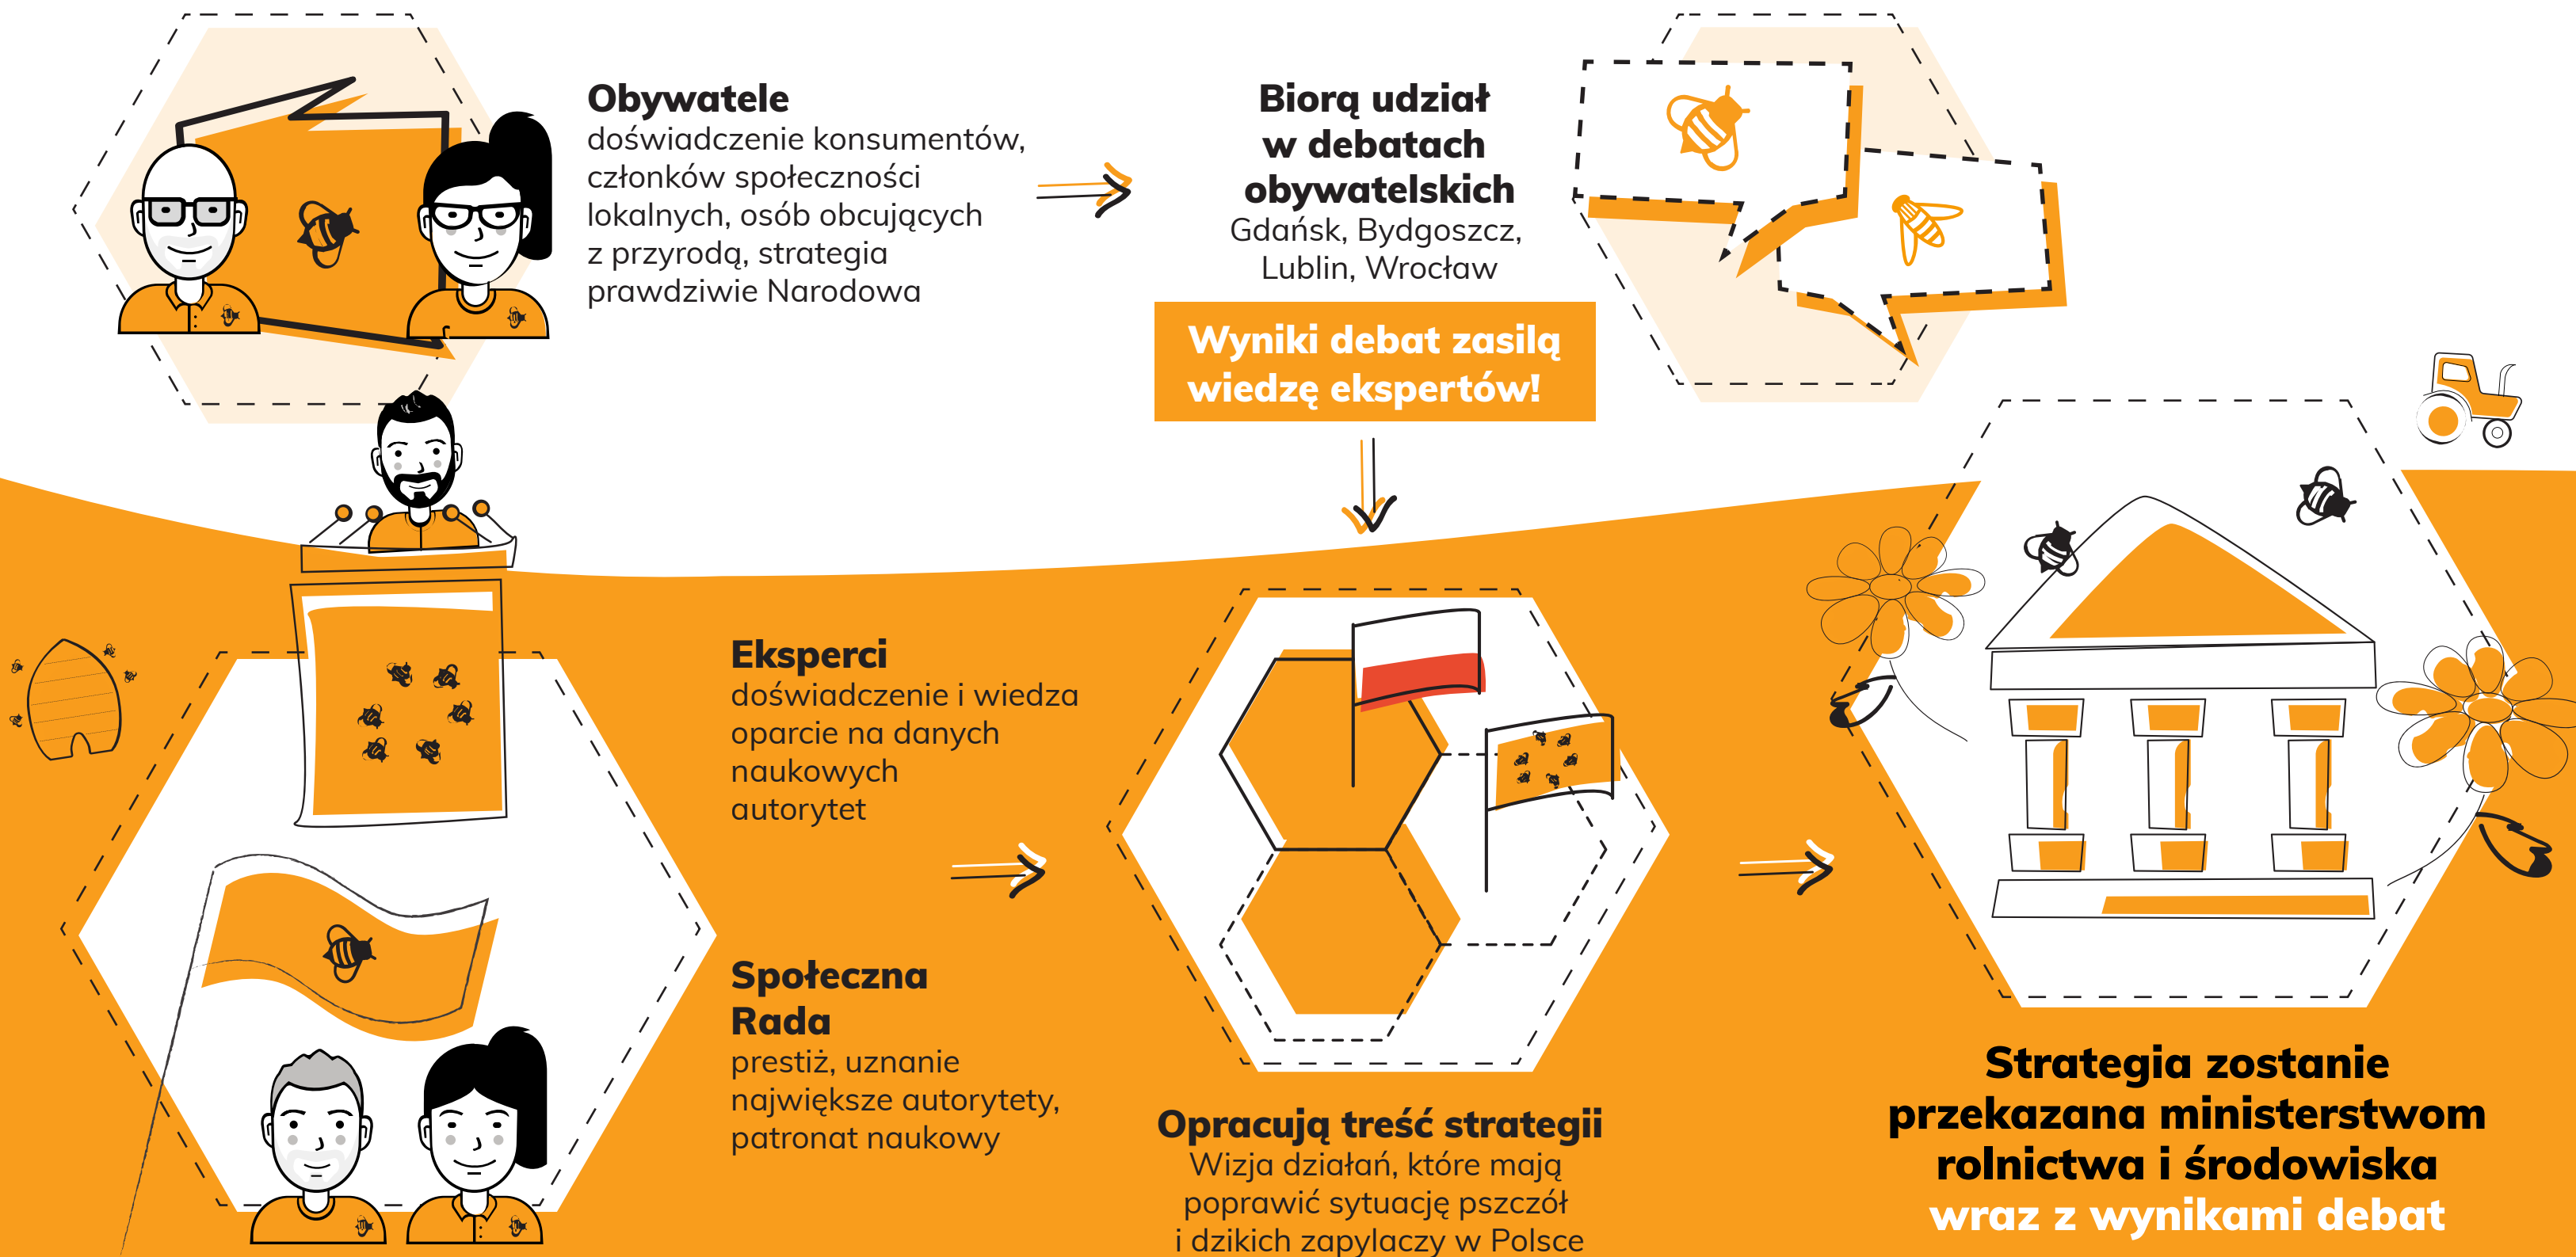 Obywatele
doświadczenie konsumentów,
członków społeczności
lokalnych, osób obcujących
z przyrodą, strategia
prawdziwie Narodowa
Biorą udział
w debatach
obywatelskich
Gdańsk, Bydgoszcz,
Lublin, Wrocław
Wyniki debat zasilą
wiedzę ekspertów!
Eksperci
doświadczenie i wiedza
oparcie na danych
naukowych
autorytet
Społeczna
Rada
prestiż, uznanie
największe autorytety,
patronat naukowy
Opracują treść strategii
Wizja działań, które mają
poprawić sytuację pszczół
i dzikich zapylaczy w Polsce
Strategia zostanie
przekazana ministerstwom
rolnictwa i środowiska
wraz z wynikami debat